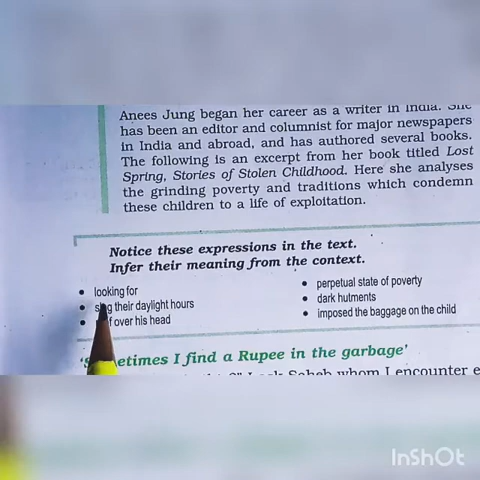 Anees Jung began her career as a writer in India. She
has been an editor and columnist for major newspapers
in India and abroad, and has authored several books.
The following is an excerpt from her book titled Lost
Spring, Stories of Stolen Childhood. Here she analyses
the grinding poverty and traditions which condemn
these children to a life of exploitation.
Notice these expressions in the text.
Infer their meaning from the context.
• looking for
• their daylight hours
• over his head
• perpetual state of poverty
• dark hutments
• imposed the baggage on the child
I find a Rupee in the garbage'
Saheb whom I encounter
InShOt